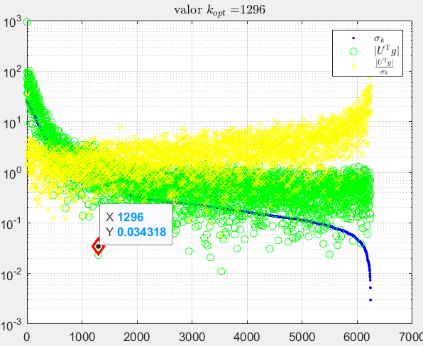 valor k_opt =1296
σ_k
|U^T g|
|U^T g| / σ_k
10^3
10^2
10^1
10^0
10^-1
10^-2
10^-3
X 1296
Y 0.034318
0 1000 2000 3000 4000 5000 6000 7000